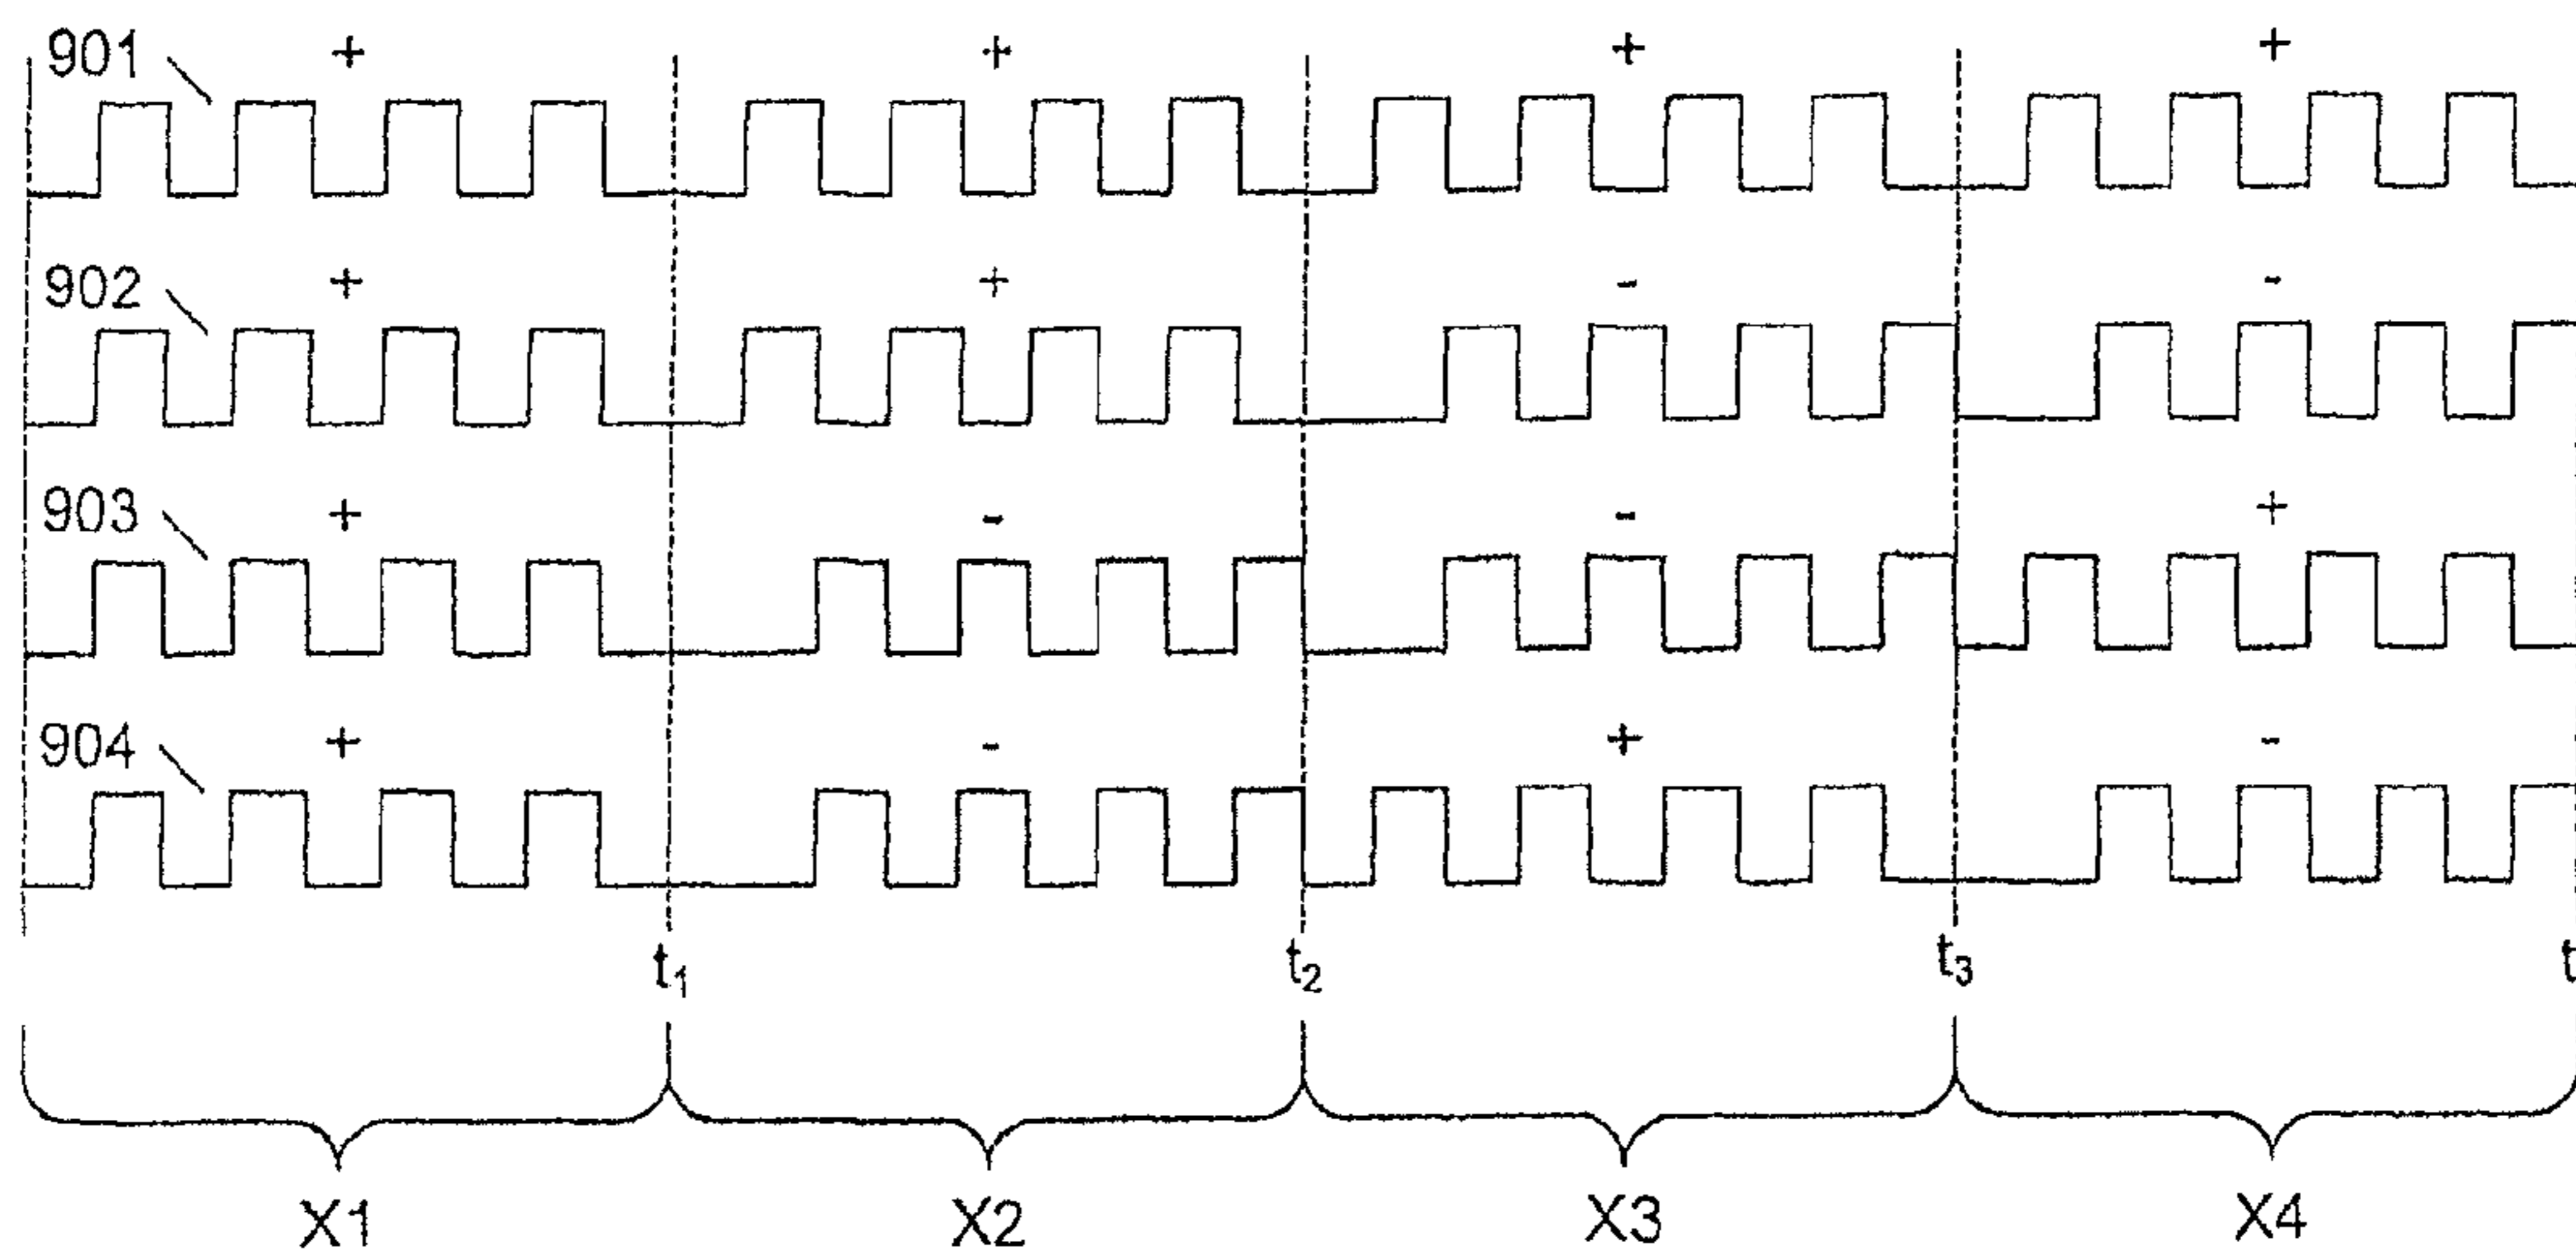 901 + + + +
902 + + - -
903 + - - +
904 + - + -
t₁ t₂ t₃ t
X1 X2 X3 X4